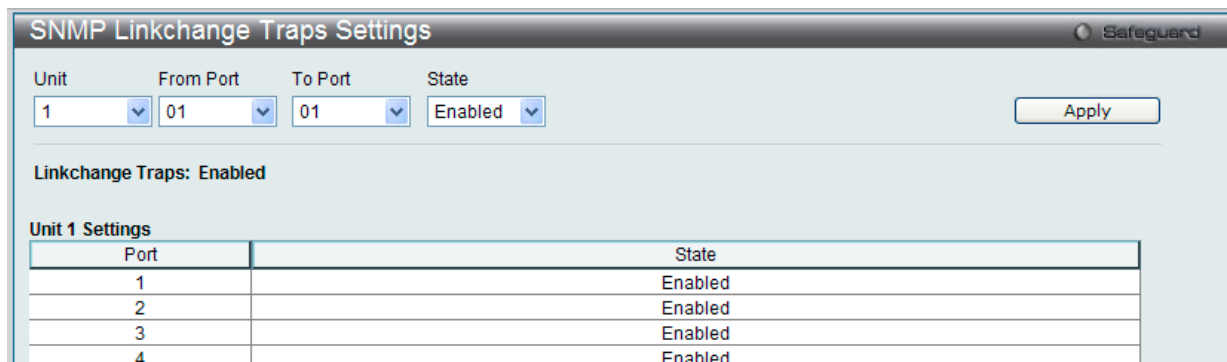 SNMP Linkchange Traps Settings
Safeguard
Unit From Port To Port State
1 01 01 Enabled
Apply
Linkchange Traps: Enabled
Unit 1 Settings
Port State
1 Enabled
2 Enabled
3 Enabled
4 Enabled